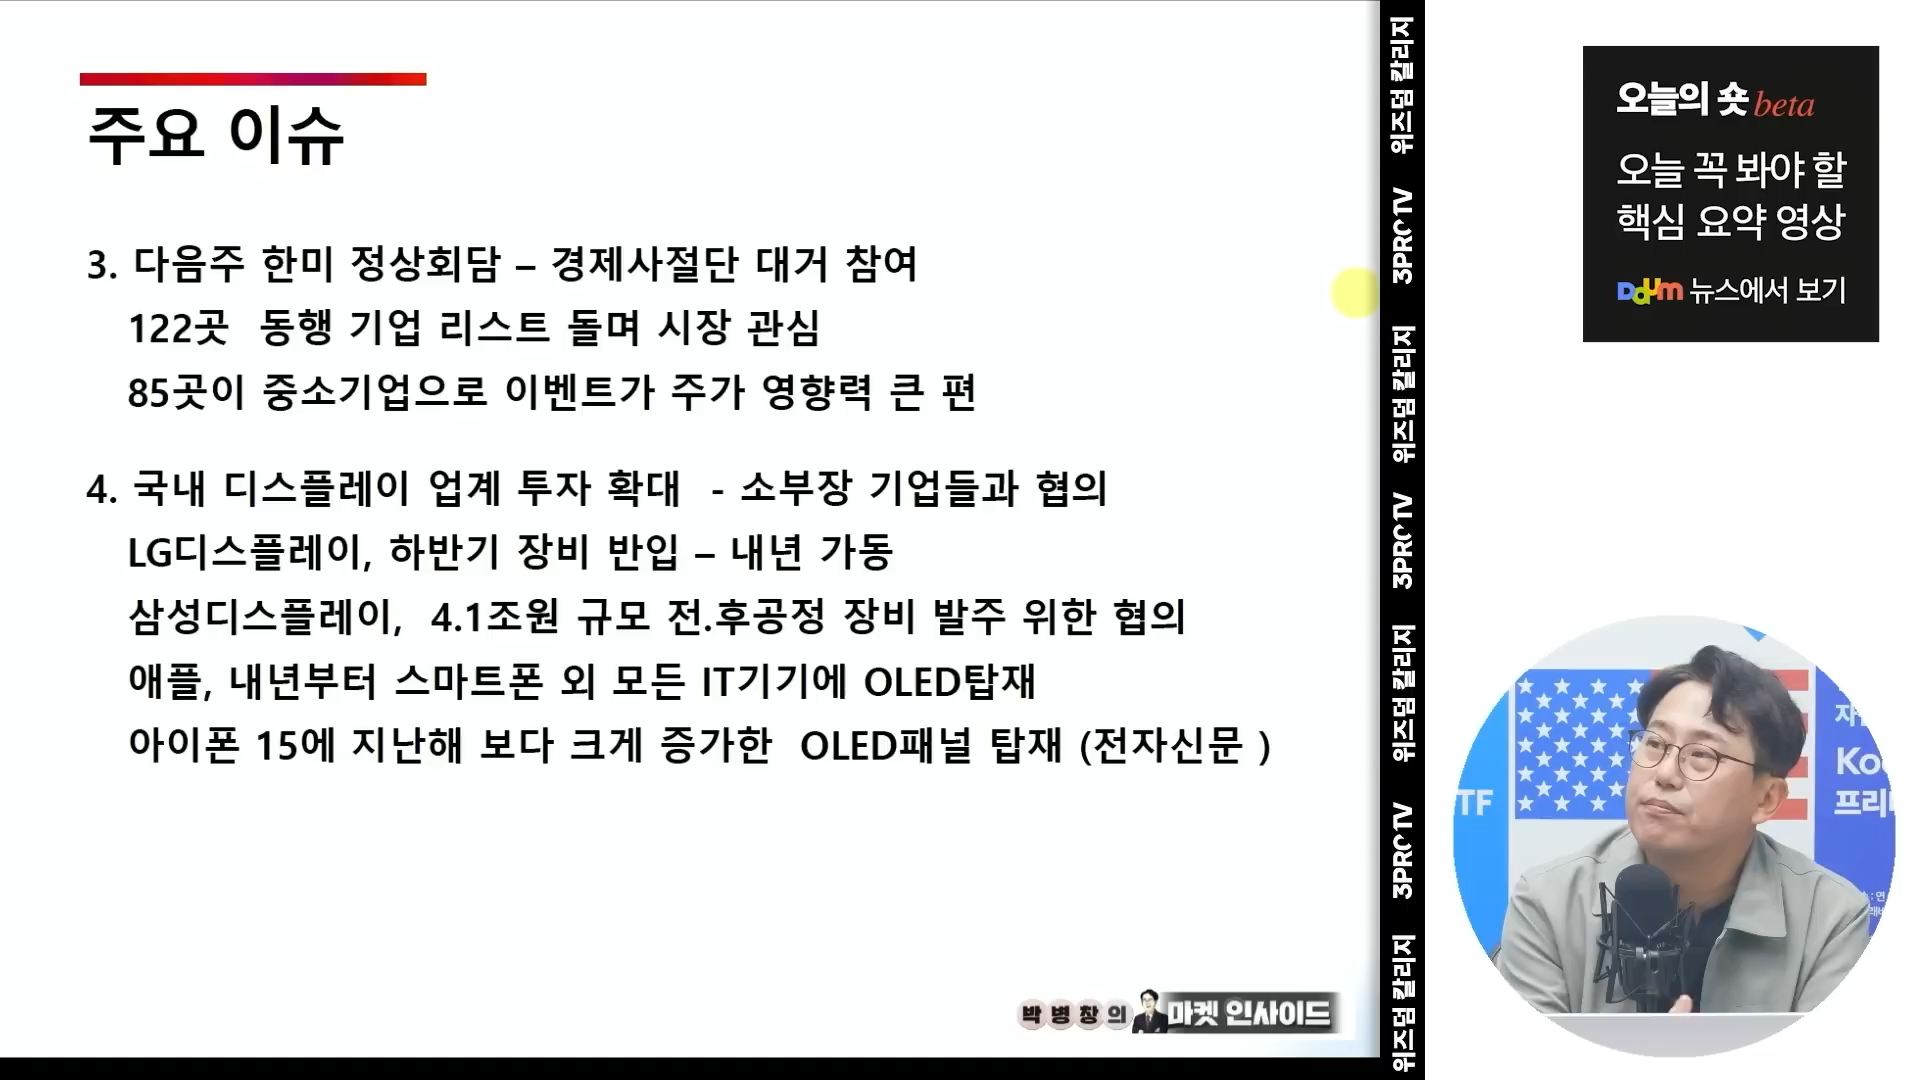 주요 이슈
3. 다음주 한미 정상회담 – 경제사절단 대거 참여
122곳 동행 기업 리스트 돌며 시장 관심
85곳이 중소기업으로 이벤트가 주가 영향력 큰 편
4. 국내 디스플레이 업계 투자 확대 - 소부장 기업들과 협의
LG디스플레이, 하반기 장비 반입 – 내년 가동
삼성디스플레이, 4.1조원 규모 전.후공정 장비 발주 위한 협의
애플, 내년부터 스마트폰 외 모든 IT기기에 OLED탑재
아이폰 15에 지난해 보다 크게 증가한 OLED패널 탑재 (전자신문 )
박병창의 마켓 인사이드
위즈덤 칼리지
3PROTV
위즈덤 칼리지
3PROTV
위즈덤 칼리지
3PROTV
위즈덤 칼리지
오늘의 숏 beta
오늘 꼭 봐야 할
핵심 요약 영상
Daum 뉴스에서 보기
TF
Ko
프리